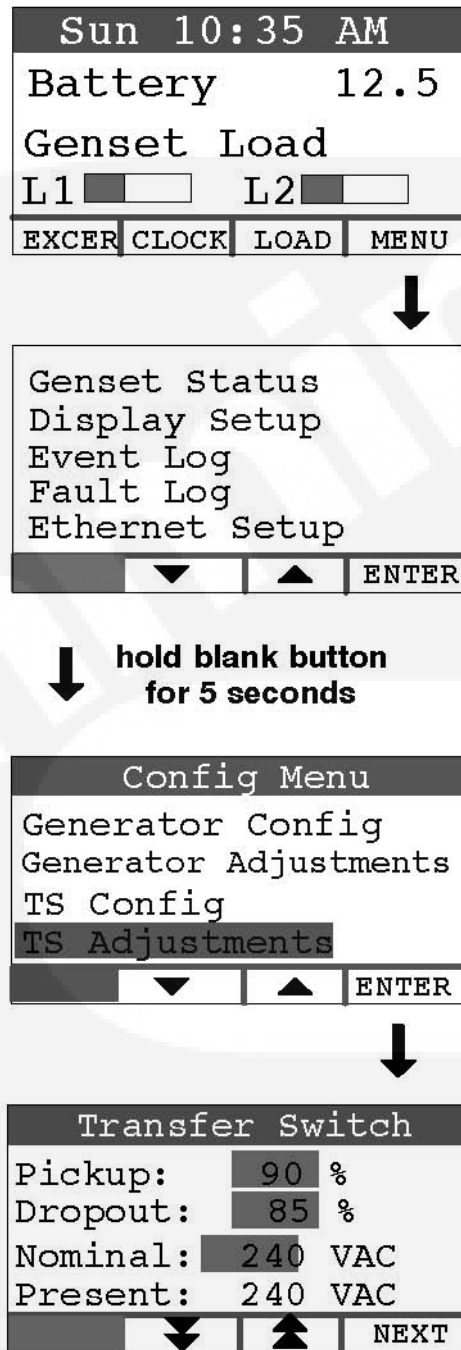 Sun 10:35 AM
Battery 12.5
Genset Load
L1 L2
EXCER CLOCK LOAD MENU
Genset Status
Display Setup
Event Log
Fault Log
Ethernet Setup
ENTER
hold blank button
for 5 seconds
Config Menu
Generator Config
Generator Adjustments
TS Config
TS Adjustments
ENTER
Transfer Switch
Pickup: 90 %
Dropout: 85 %
Nominal: 240 VAC
Present: 240 VAC
NEXT